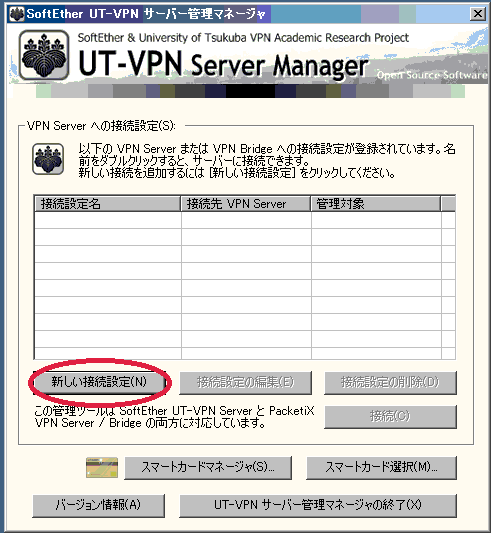 SoftEther UT-VPN サーバー管理マネージャ
SoftEther & University of Tsukuba VPN Academic Research Project
UT-VPN Server Manager
Open Source Software
VPN Server への接続設定(S):
以下の VPN Server または VPN Bridge への接続設定が登録されています。名
前をダブルクリックすると、サーバーに接続できます。
新しい接続を追加するには [新しい接続設定] をクリックしてください。
接続設定名 接続先 VPN Server 管理対象
新しい接続設定(N) 接続設定の編集(E) 接続設定の削除(D)
この管理ツールは SoftEther UT-VPN Server と PacketiX
VPN Server / Bridge の両方に対応しています。
接続(C)
スマートカードマネージャ(S)... スマートカード選択(M)...
バージョン情報(A) UT-VPN サーバー管理マネージャの終了(X)